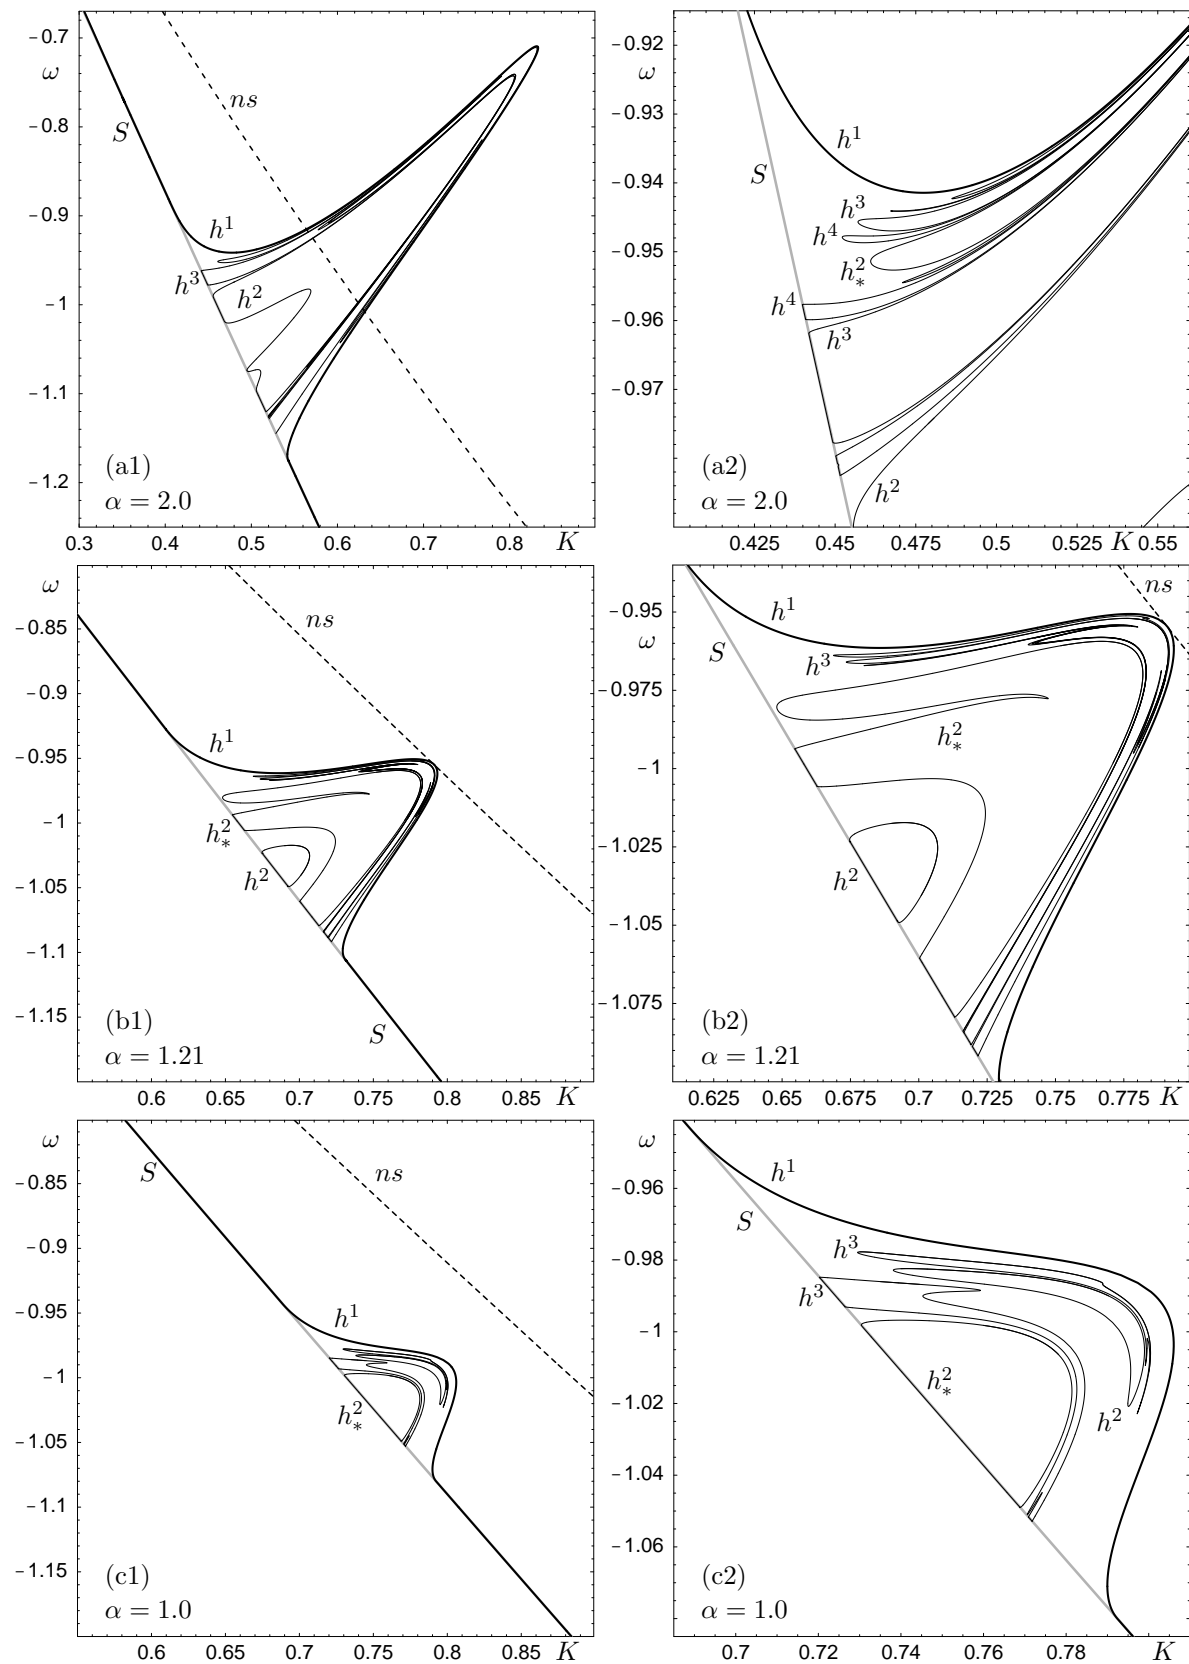 −0.7
ω
−0.8
−0.9
−1
−1.1
−1.2
ns
S
h¹
h³
h²
(a1)
α = 2.0
0.3 0.4 0.5 0.6 0.7 0.8 K
−0.92
ω
−0.93
−0.94
−0.95
−0.96
−0.97
h¹
S
h³
h⁴
h²∗
h⁴
h³
h²
(a2)
α = 2.0
0.425 0.45 0.475 0.5 0.525 K 0.55
ω
−0.85
−0.9
−0.95
−1
−1.05
−1.1
−1.15
ns
h¹
h²∗
h²
S
(b1)
α = 1.21
0.6 0.65 0.7 0.75 0.8 0.85 K
−0.95
ω
−0.975
−1
−1.025
−1.05
−1.075
ns
h¹
S
h³
h²∗
h²
(b2)
α = 1.21
0.625 0.65 0.675 0.7 0.725 0.75 0.775 K
ω
−0.85
−0.9
−0.95
−1
−1.05
−1.1
−1.15
S
ns
h¹
h²∗
(c1)
α = 1.0
0.6 0.65 0.7 0.75 0.8 0.85 K
ω
−0.96
−0.98
−1
−1.02
−1.04
−1.06
h¹
S
h³
h³
h²∗
h²
(c2)
α = 1.0
0.7 0.72 0.74 0.76 0.78 K